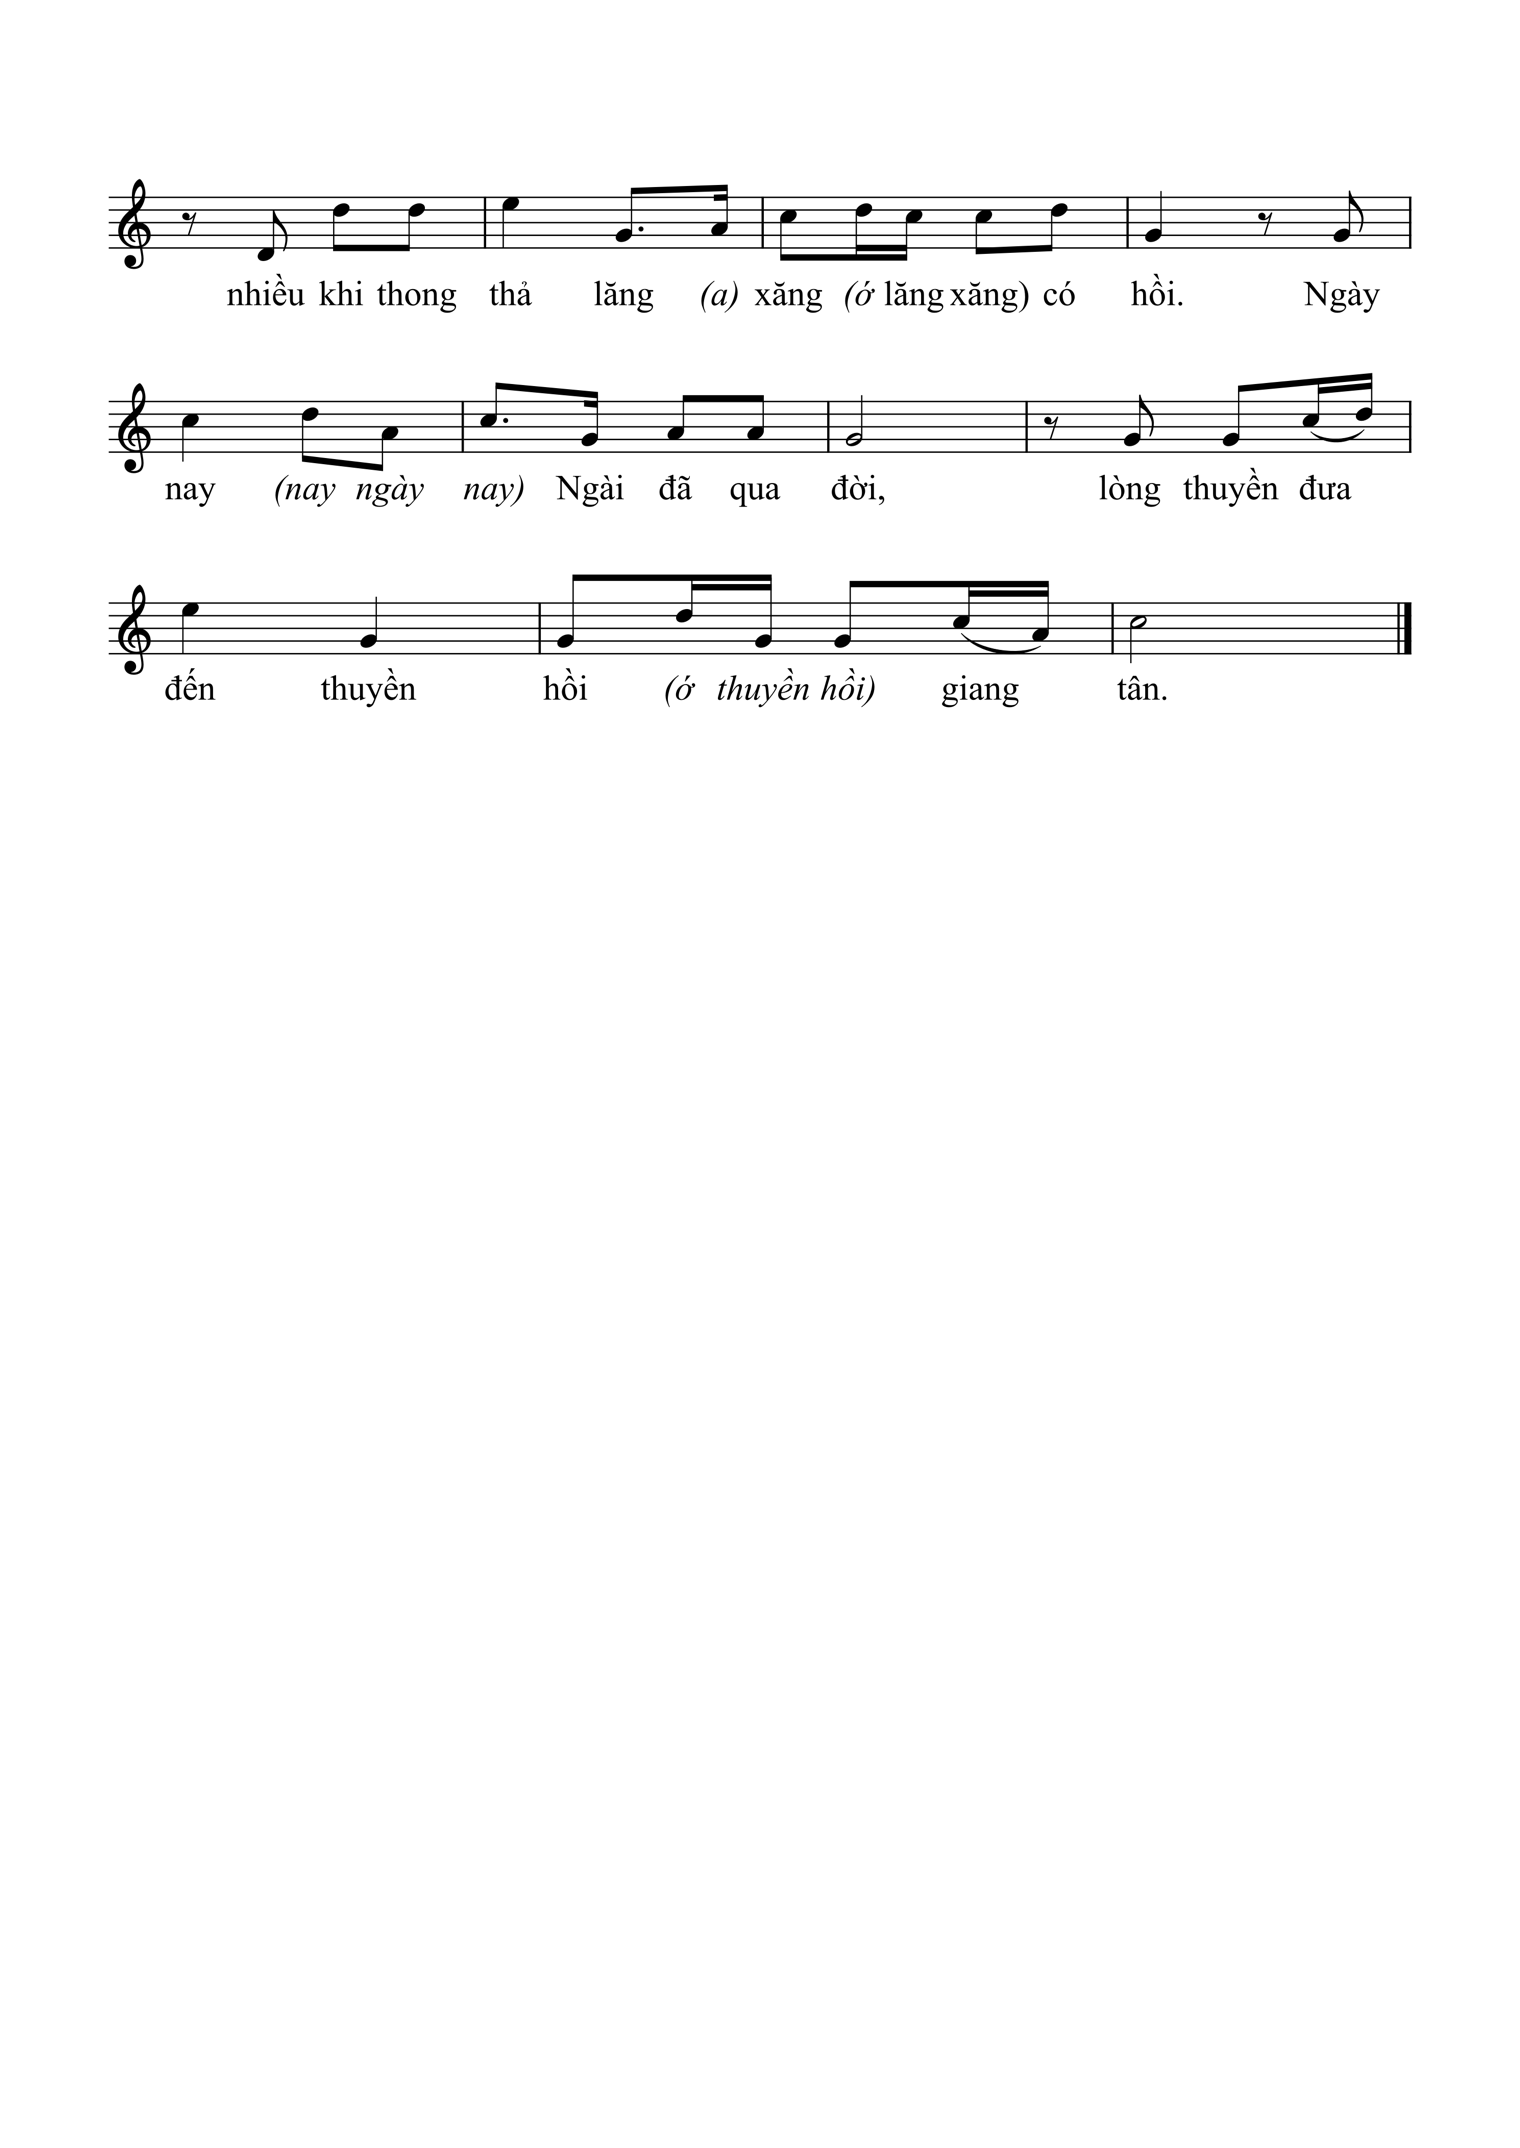 nhiều khi thong thả lăng (a) xăng (ớ lăng xăng) có hồi. Ngày
nay (nay ngày nay) Ngài đã qua đời, lòng thuyền đưa
đến thuyền hồi (ớ thuyền hồi) giang tân.